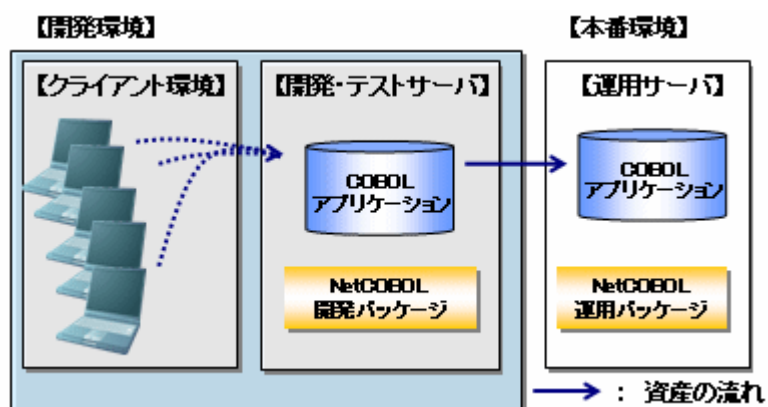 【開発環境】
【本番環境】
【クライアント環境】
【開発・テストサーバ】
【運用サーバ】
COBOL
アプリケーション
COBOL
アプリケーション
NetCOBOL
開発パッケージ
NetCOBOL
運用パッケージ
： 資産の流れ